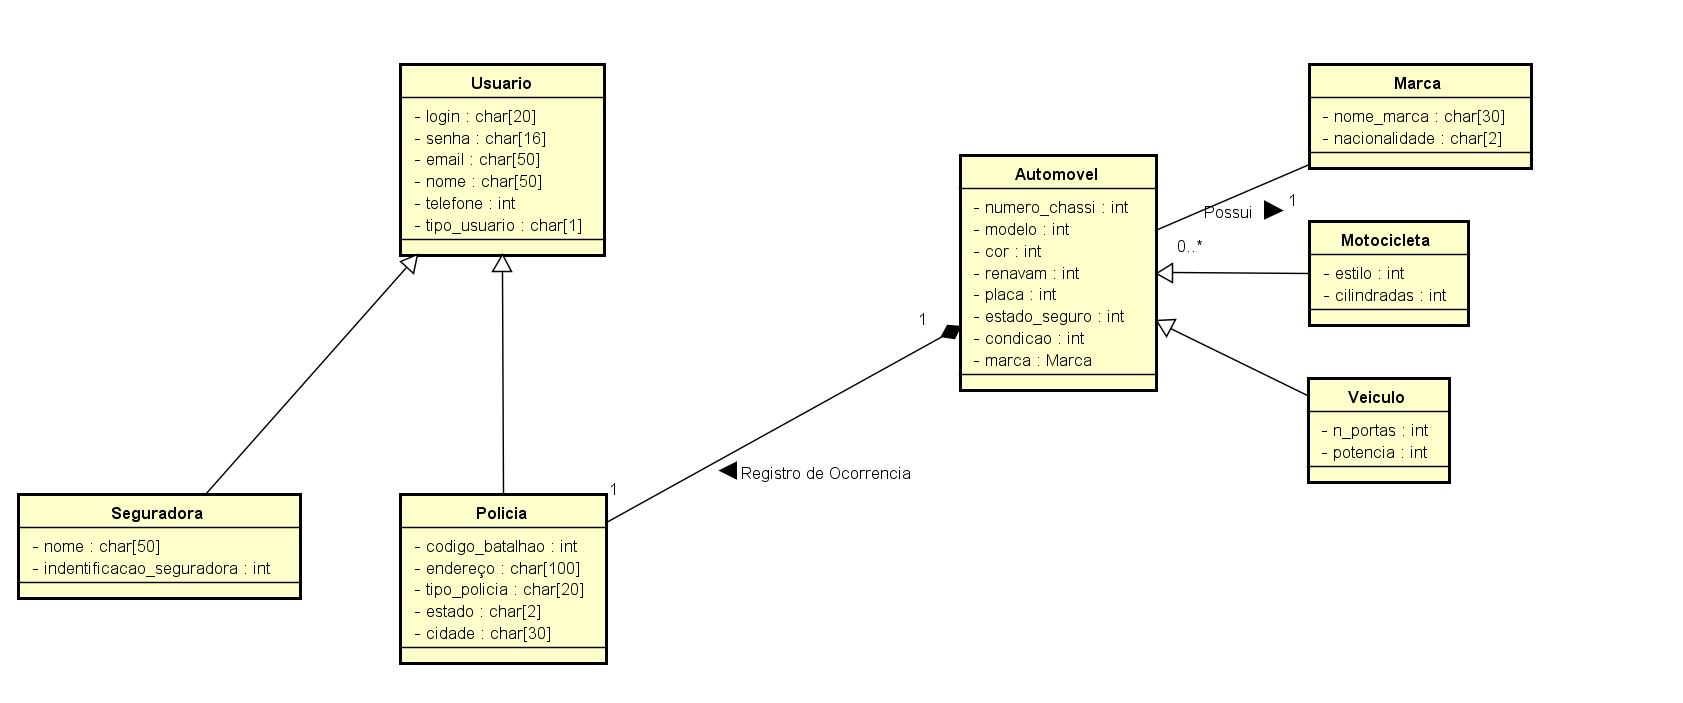 Usuario
- login : char[20]
- senha : char[16]
- email : char[50]
- nome : char[50]
- telefone : int
- tipo_usuario : char[1]
Marca
- nome_marca : char[30]
- nacionalidade : char[2]
Automovel
- numero_chassi : int
- modelo : int
- cor : int
- renavam : int
- placa : int
- estado_seguro : int
- condicao : int
- marca : Marca
Possui
1
0..*
Motocicleta
- estilo : int
- cilindradas : int
1
Veiculo
- n_portas : int
- potencia : int
Registro de Ocorrencia
1
Seguradora
- nome : char[50]
- indentificacao_seguradora : int
Policia
- codigo_batalhao : int
- endereço : char[100]
- tipo_policia : char[20]
- estado : char[2]
- cidade : char[30]